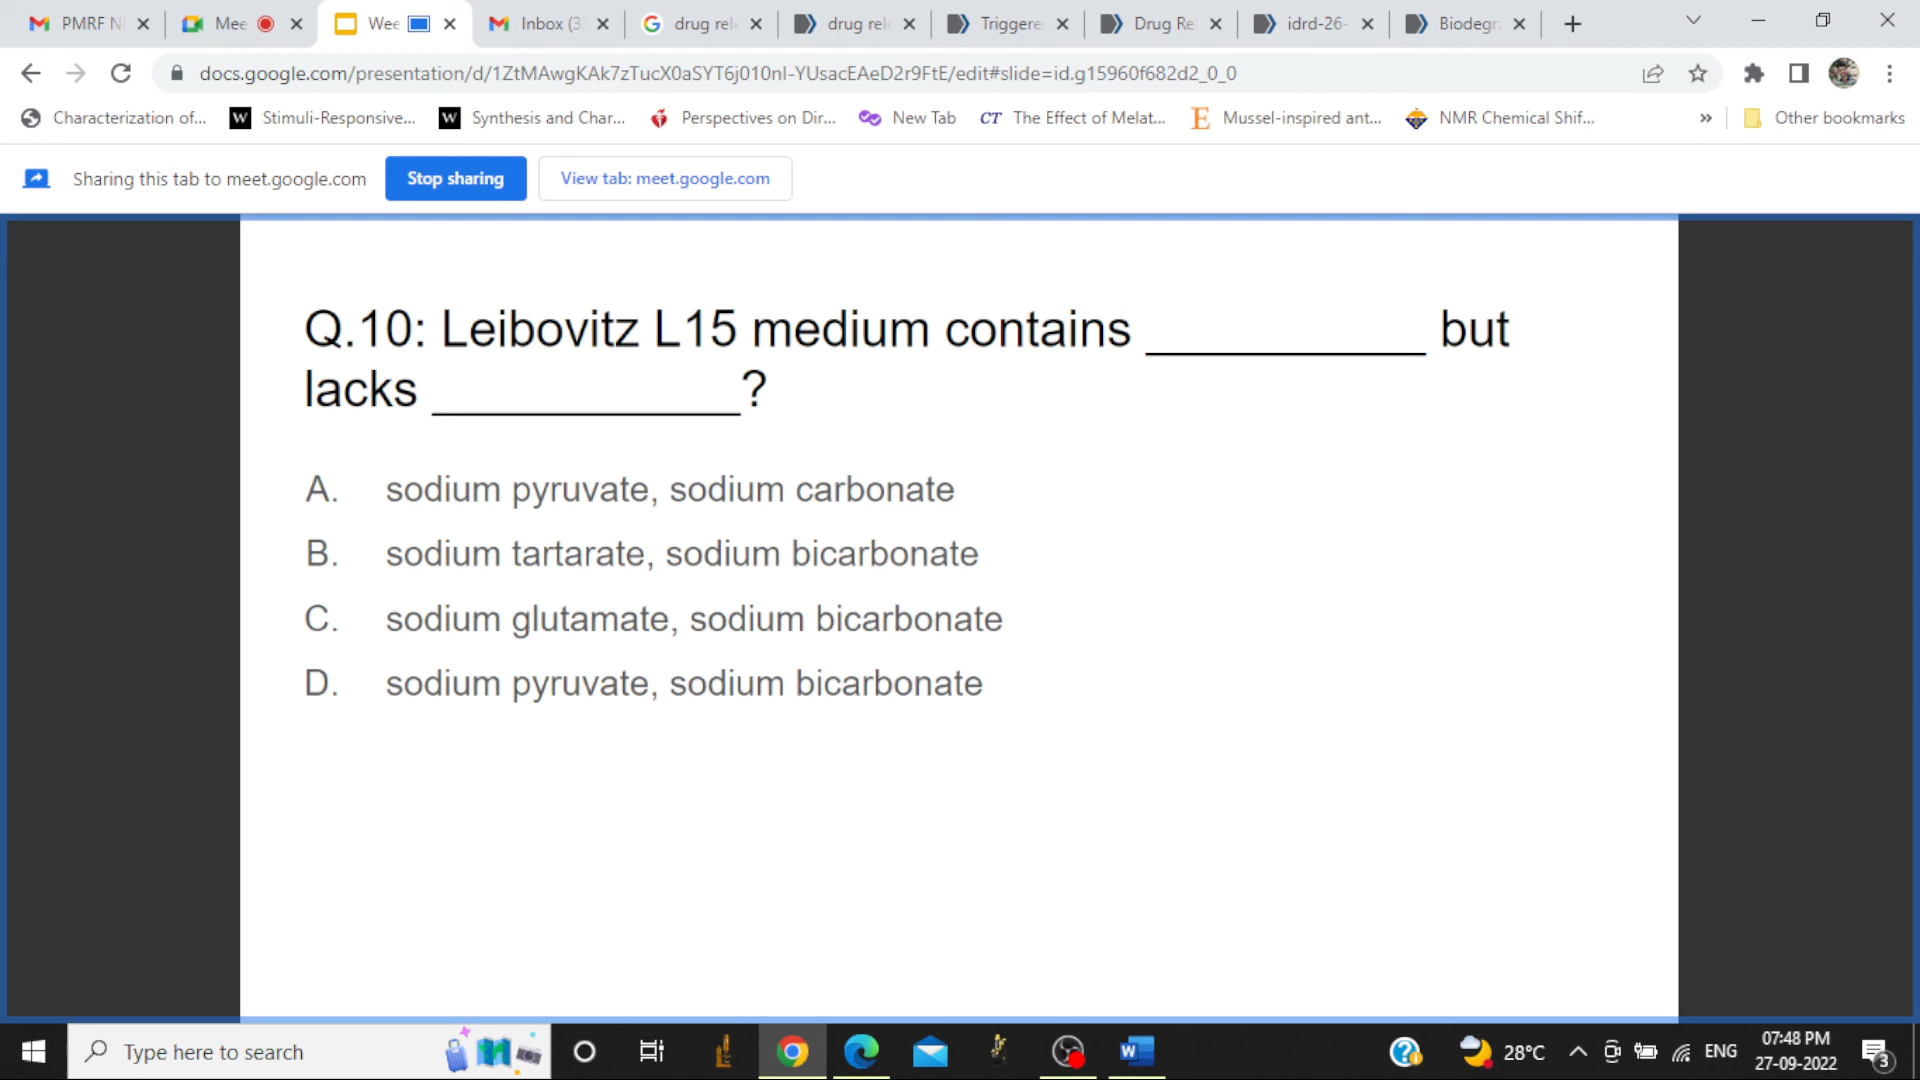 PMRF N
Mee
Wee
Inbox (3
drug rel
drug rel
Triggere
Drug Re
idrd-26-
Biodegr
docs.google.com/presentation/d/1ZtMAwgKAk7zTucX0aSYT6j010nl-YUsacEAeD2r9FtE/edit#slide=id.g15960f682d2_0_0
Characterization of...
Stimuli-Responsive...
Synthesis and Char...
Perspectives on Dir...
New Tab
CT The Effect of Melat...
Mussel-inspired ant...
NMR Chemical Shif...
»
Other bookmarks
Sharing this tab to meet.google.com
Stop sharing
View tab: meet.google.com
Q.10: Leibovitz L15 medium contains ___________ but
lacks ____________?
A. sodium pyruvate, sodium carbonate
B. sodium tartarate, sodium bicarbonate
C. sodium glutamate, sodium bicarbonate
D. sodium pyruvate, sodium bicarbonate
Type here to search
28°C
ENG
07:48 PM
27-09-2022
3